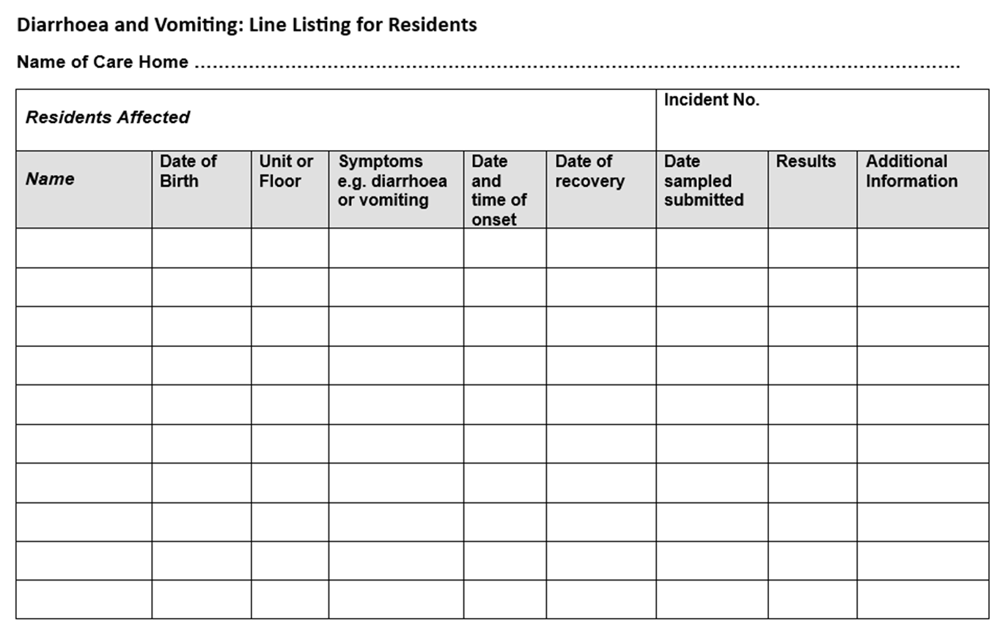 Diarrhoea and Vomiting: Line Listing for Residents
Name of Care Home ................................................................................................................................
Residents Affected
Incident No.
Name
Date of
Birth
Unit or
Floor
Symptoms
e.g. diarrhoea
or vomiting
Date
and
time of
onset
Date of
recovery
Date
sampled
submitted
Results
Additional
Information